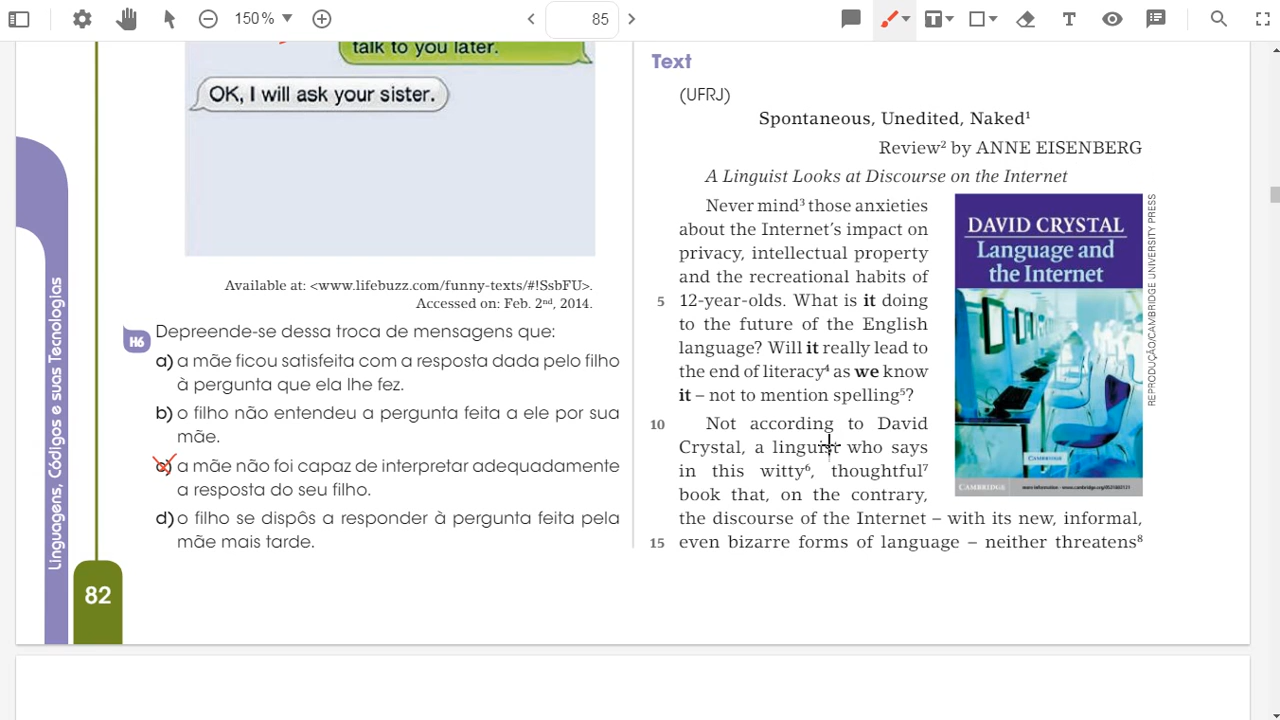 150%
85
talk to you later.
OK, I will ask your sister.
Available at: <www.lifebuzz.com/funny-texts/#!SsbFU>.
Accessed on: Feb. 2nd, 2014.
H6
Depreende-se dessa troca de mensagens que:
a) a mãe ficou satisfeita com a resposta dada pelo filho
à pergunta que ela lhe fez.
b) o filho não entendeu a pergunta feita a ele por sua
mãe.
c) a mãe não foi capaz de interpretar adequadamente
a resposta do seu filho.
d) o filho se dispôs a responder à pergunta feita pela
mãe mais tarde.
Linguagens, Códigos e suas Tecnologias
82
Text
(UFRJ)
Spontaneous, Unedited, Naked¹
Review² by ANNE EISENBERG
A Linguist Looks at Discourse on the Internet
Never mind³ those anxieties
about the Internet's impact on
privacy, intellectual property
and the recreational habits of
5 12-year-olds. What is it doing
to the future of the English
language? Will it really lead to
the end of literacy⁴ as we know
it – not to mention spelling⁵?
10 Not according to David
Crystal, a linguist who says
in this witty⁶, thoughtful⁷
book that, on the contrary,
the discourse of the Internet – with its new, informal,
15 even bizarre forms of language – neither threatens⁸
DAVID CRYSTAL
Language and
the Internet
CAMBRIDGE
CAMBRIDGE
REPRODUÇÃO/CAMBRIDGE UNIVERSITY PRESS